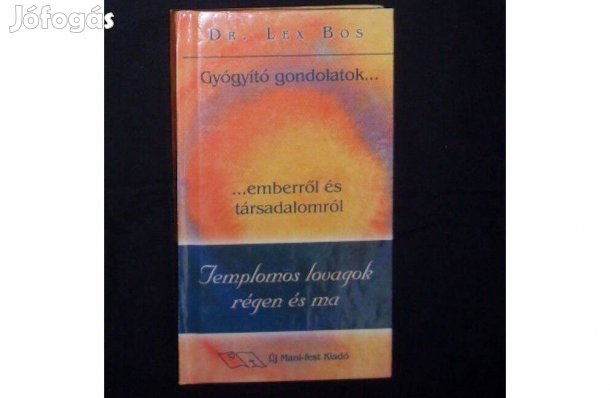 Jófogás
DR. LEX BOS
Gyógyító gondolatok...
...emberről és
társadalomról
Templomos lovagok
régen és ma
Új Mani-fest Kiadó